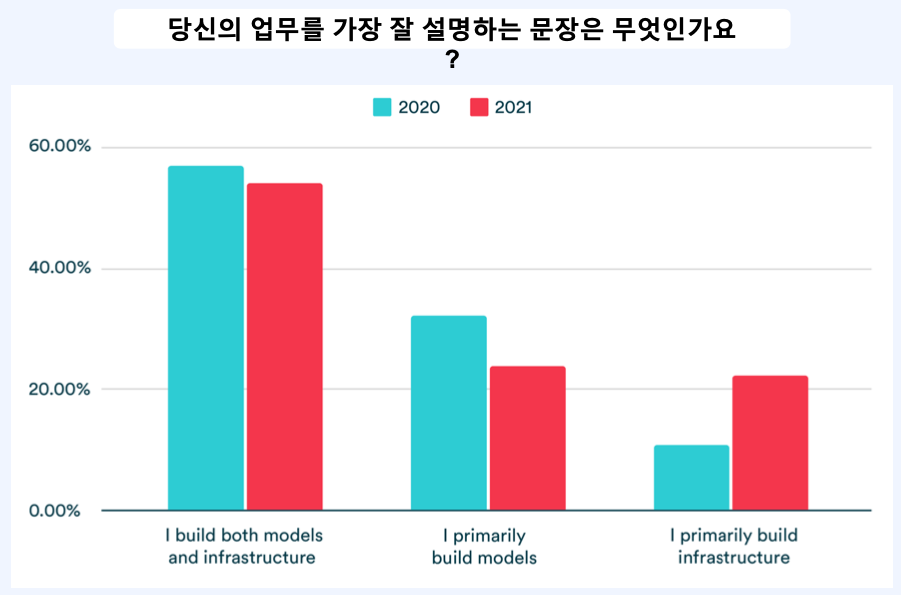 당신의 업무를 가장 잘 설명하는 문장은 무엇인가요
?
2020 2021
60.00%
40.00%
20.00%
0.00%
I build both models
and infrastructure
I primarily
build models
I primarily build
infrastructure